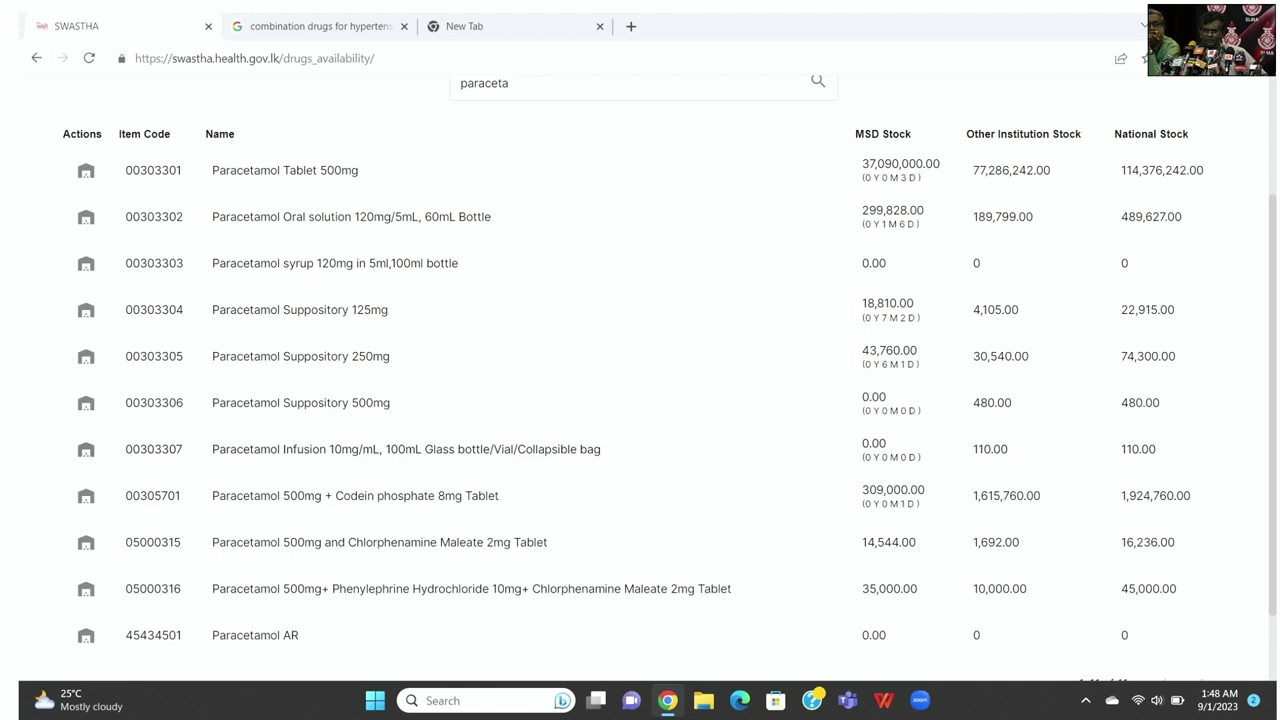 SWASTHA
combination drugs for hypertens
New Tab
SLMA
https://swastha.health.gov.lk/drugs_availability/
paraceta
Actions Item Code Name MSD Stock Other Institution Stock National Stock
00303301 Paracetamol Tablet 500mg 37,090,000.00 77,286,242.00 114,376,242.00
(0 Y 0 M 3 D )
00303302 Paracetamol Oral solution 120mg/5mL, 60mL Bottle 299,828.00 189,799.00 489,627.00
(0 Y 1 M 6 D )
00303303 Paracetamol syrup 120mg in 5ml,100ml bottle 0.00 0 0
00303304 Paracetamol Suppository 125mg 18,810.00 4,105.00 22,915.00
(0 Y 7 M 2 D )
00303305 Paracetamol Suppository 250mg 43,760.00 30,540.00 74,300.00
(0 Y 6 M 1 D )
00303306 Paracetamol Suppository 500mg 0.00 480.00 480.00
(0 Y 0 M 0 D )
00303307 Paracetamol Infusion 10mg/mL, 100mL Glass bottle/Vial/Collapsible bag 0.00 110.00 110.00
(0 Y 0 M 0 D )
00305701 Paracetamol 500mg + Codein phosphate 8mg Tablet 309,000.00 1,615,760.00 1,924,760.00
(0 Y 0 M 1 D )
05000315 Paracetamol 500mg and Chlorphenamine Maleate 2mg Tablet 14,544.00 1,692.00 16,236.00
05000316 Paracetamol 500mg+ Phenylephrine Hydrochloride 10mg+ Chlorphenamine Maleate 2mg Tablet 35,000.00 10,000.00 45,000.00
45434501 Paracetamol AR 0.00 0 0
25°C
Mostly cloudy
Search
zoom
1:48 AM
9/1/2023
2